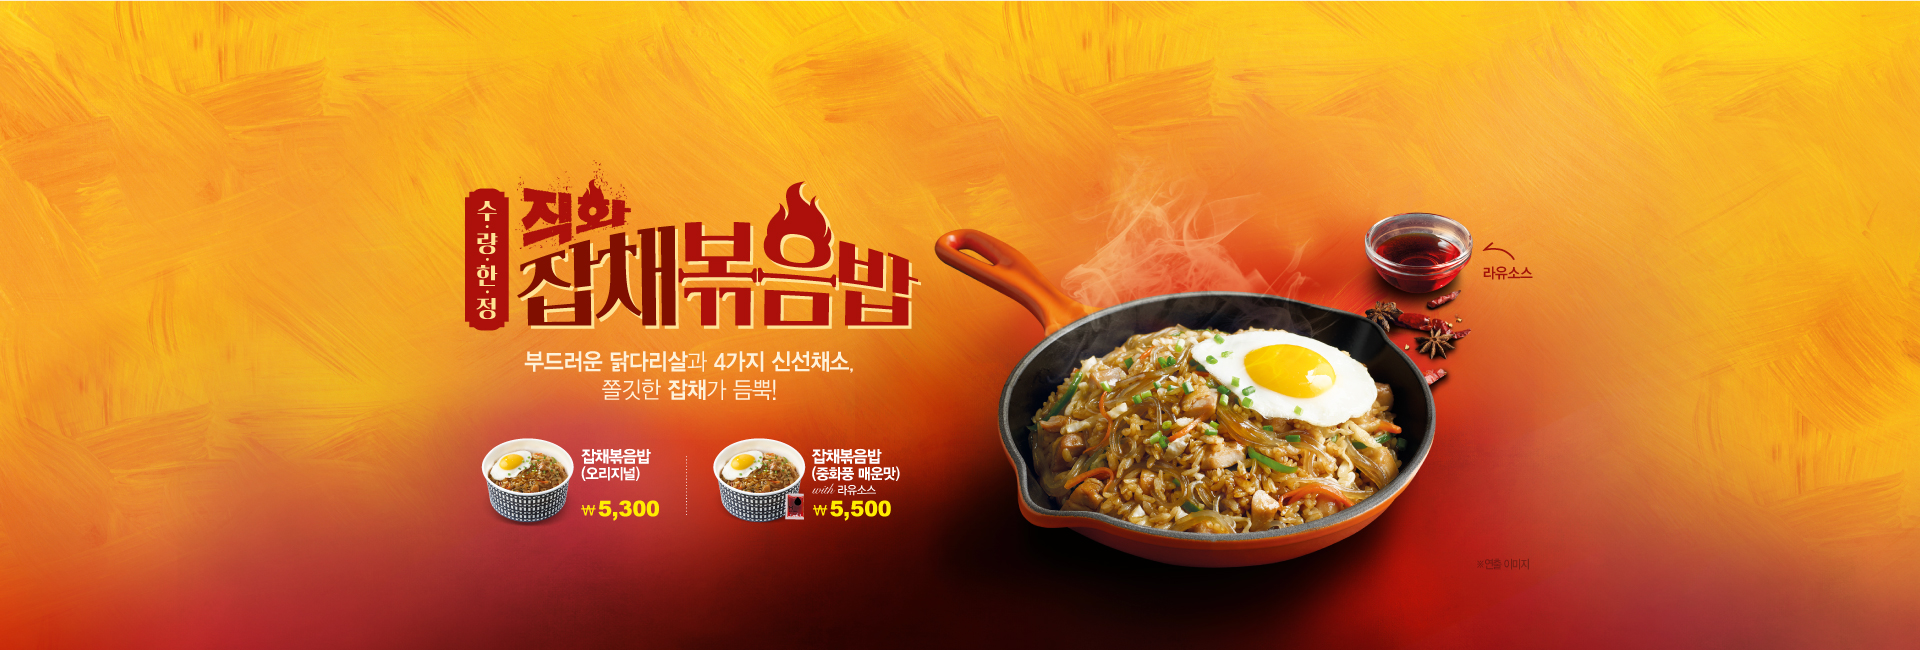 수·량·한·정
직화
잡채볶음밥
부드러운 닭다리살과 4가지 신선채소,
쫄깃한 잡채가 듬뿍!
잡채볶음밥
(오리지널)
₩5,300
잡채볶음밥
(중화풍 매운맛)
with 라유소스
₩5,500
라유소스
※연출 이미지